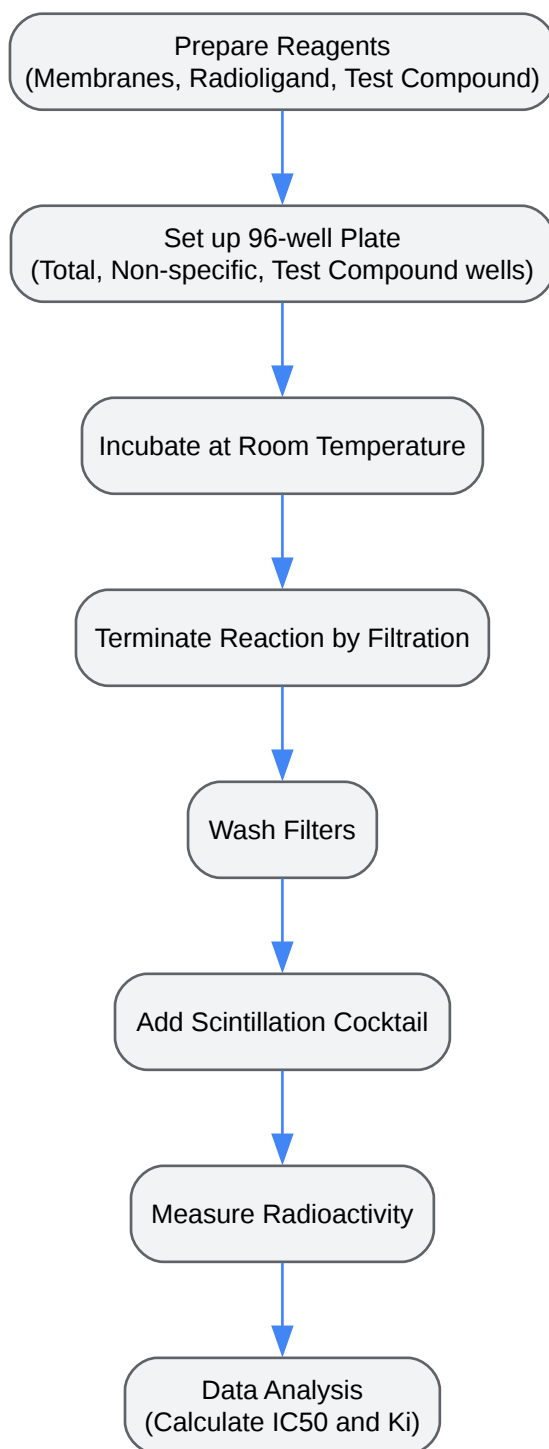 Prepare Reagents
(Membranes, Radioligand, Test Compound)
Set up 96-well Plate
(Total, Non-specific, Test Compound wells)
Incubate at Room Temperature
Terminate Reaction by Filtration
Wash Filters
Add Scintillation Cocktail
Measure Radioactivity
Data Analysis
(Calculate IC50 and Ki)